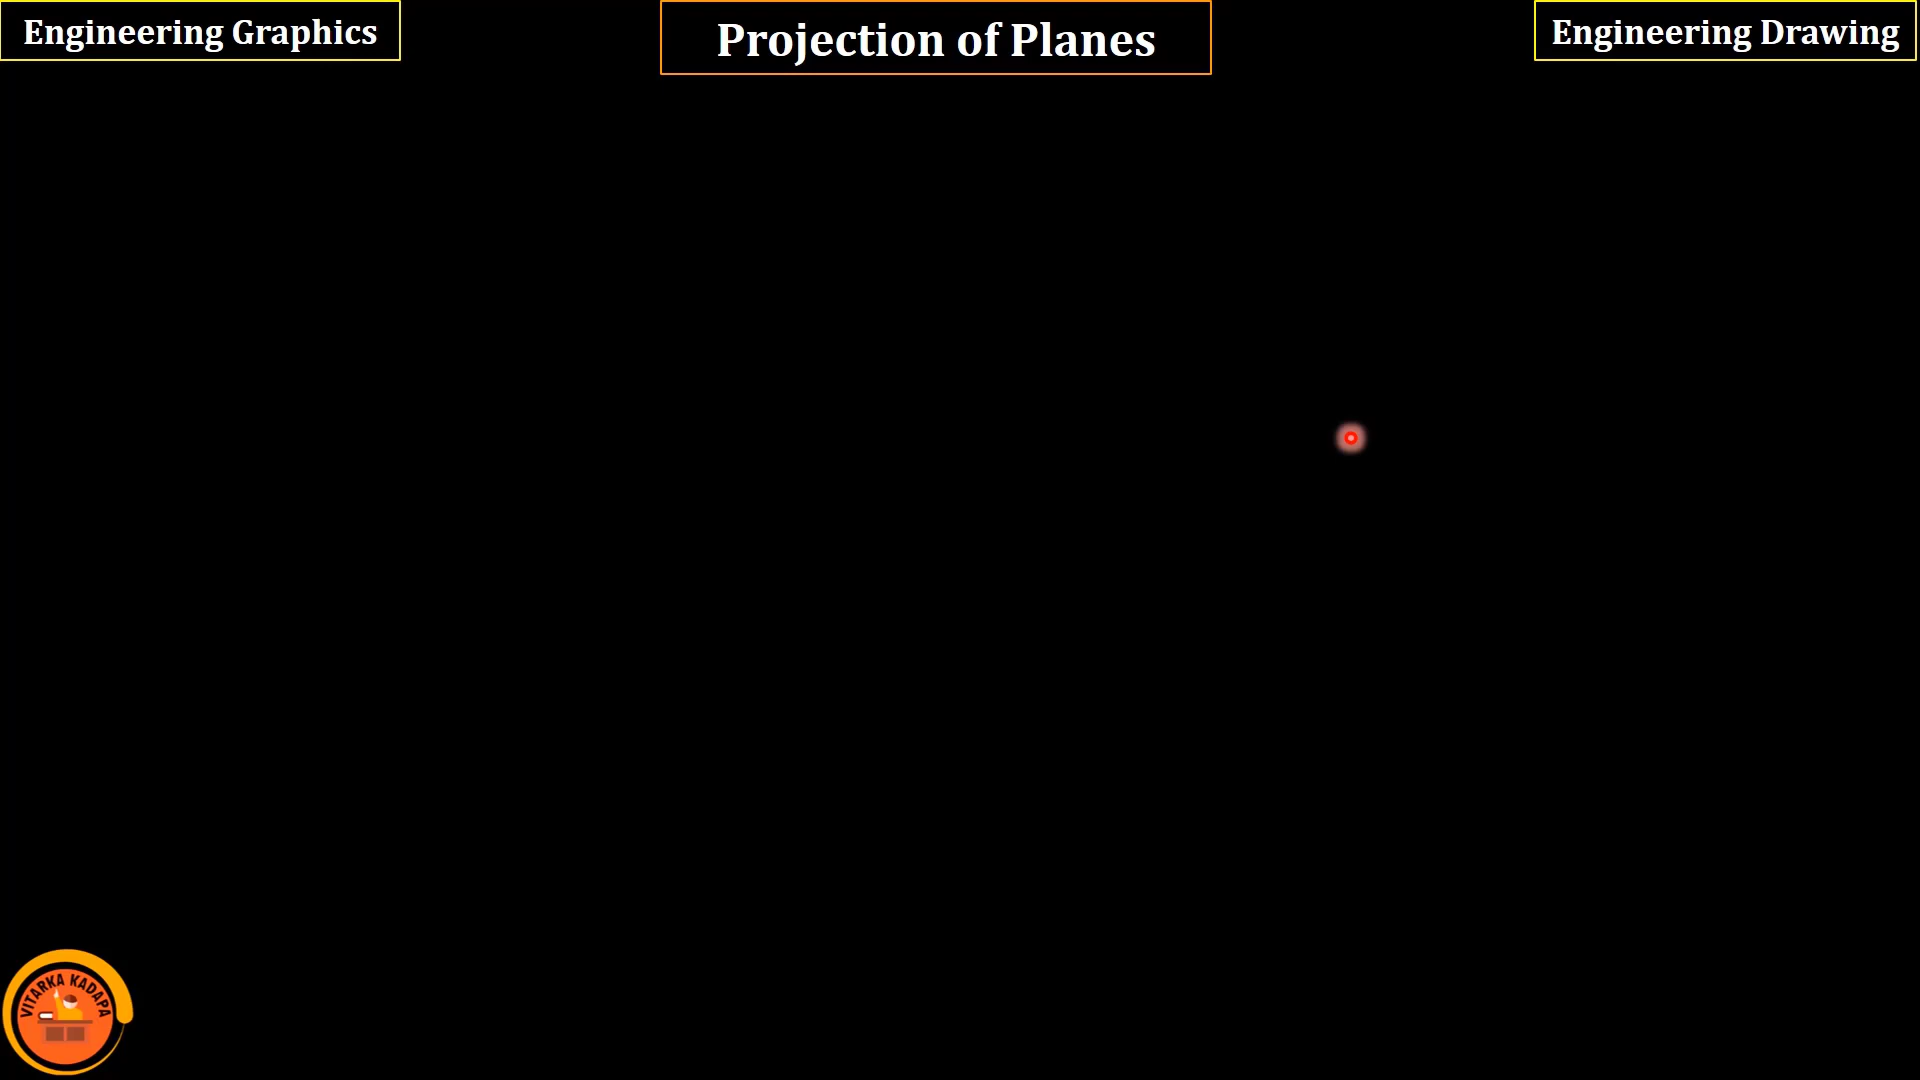 Engineering Graphics
Projection of Planes
Engineering Drawing
VITARKA KADAPA